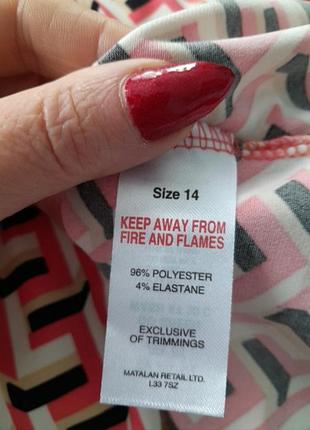 Size 14
KEEP AWAY FROM
FIRE AND FLAMES
96% POLYESTER
4% ELASTANE
EXCLUSIVE
OF TRIMMINGS
MATALAN RETAIL LTD.
L33 7SZ